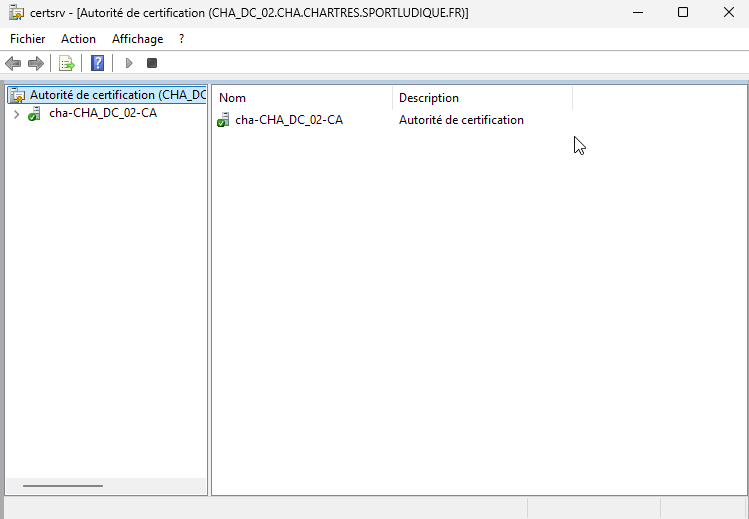 certsrv - [Autorité de certification (CHA_DC_02.CHA.CHARTRES.SPORTLUDIQUE.FR)]
Fichier Action Affichage ?
Autorité de certification (CHA_DC
cha-CHA_DC_02-CA
Nom Description
cha-CHA_DC_02-CA Autorité de certification